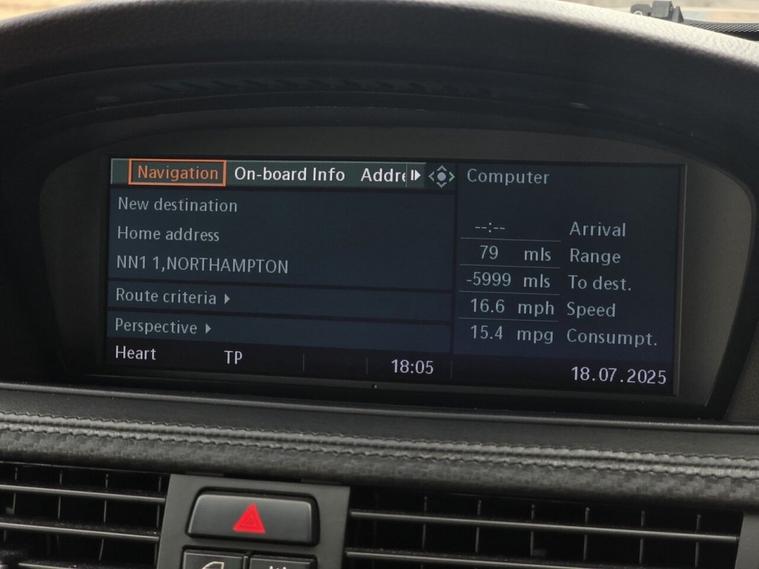 Navigation On-board Info Addre
New destination
Home address
NN1 1,NORTHAMPTON
Route criteria
Perspective
Computer
--:-- Arrival
79 mls Range
-5999 mls To dest.
16.6 mph Speed
15.4 mpg Consumpt.
Heart TP 18:05 18.07.2025